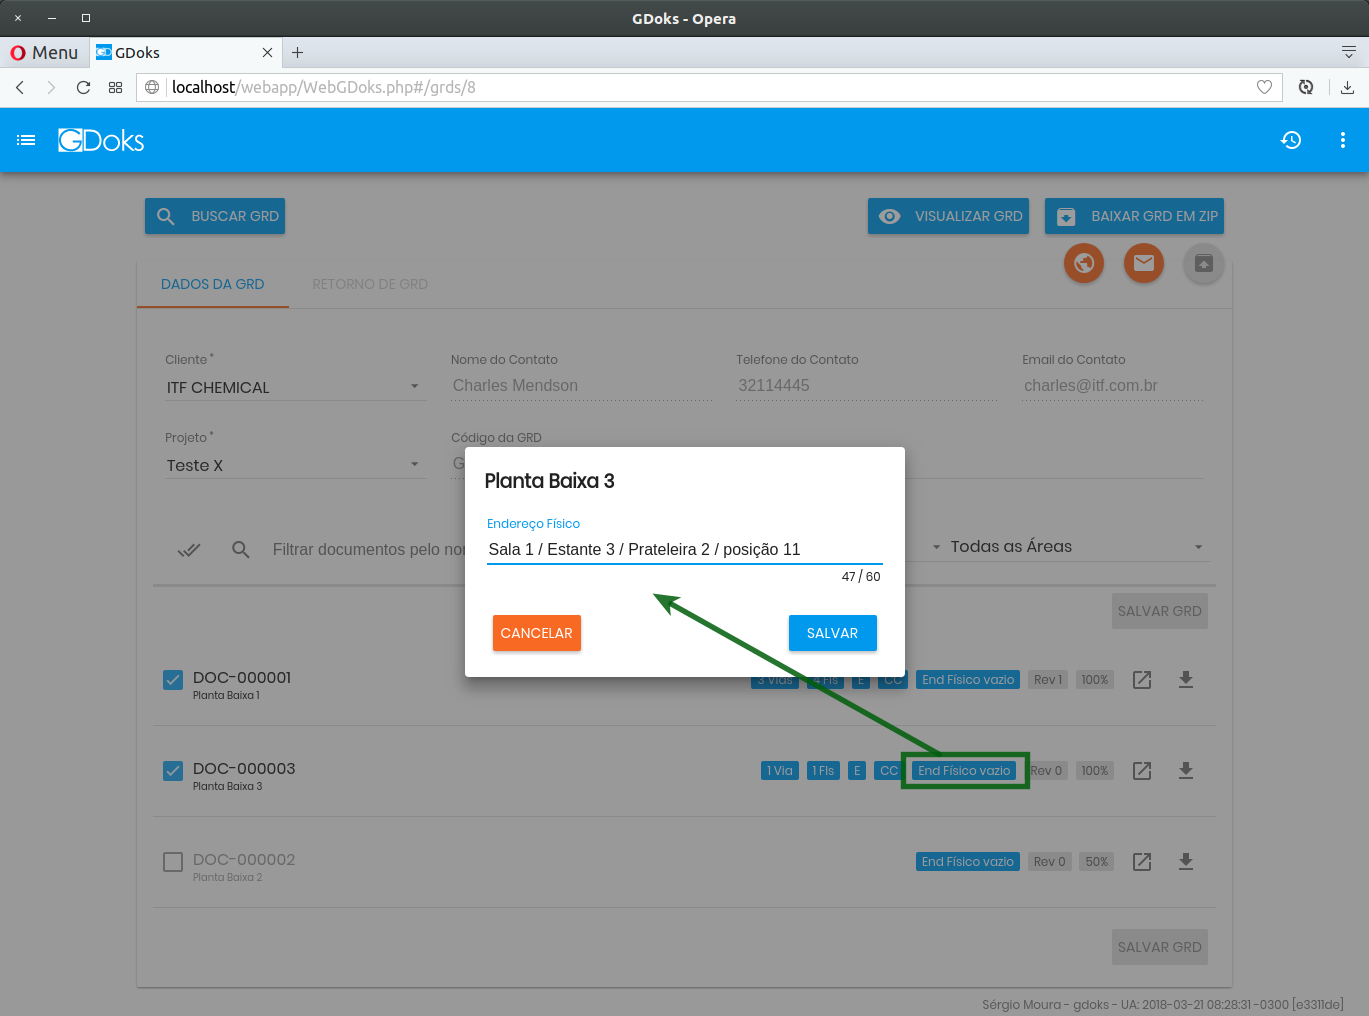 GDoks - Opera
Menu
GDoks
localhost/webapp/WebGDoks.php#/grds/8
GDoks
BUSCAR GRD
VISUALIZAR GRD
BAIXAR GRD EM ZIP
DADOS DA GRD
RETORNO DE GRD
Cliente *
Nome do Contato
Telefone do Contato
Email do Contato
ITF CHEMICAL
Charles Mendson
32114445
charles@itf.com.br
Projeto *
Código da GRD
Teste X
G
Planta Baixa 3
Endereço Físico
Sala 1 / Estante 3 / Prateleira 2 / posição 11
47 / 60
CANCELAR
SALVAR
Filtrar documentos pelo
Todas as Áreas
SALVAR GRD
DOC-000001
Planta Baixa 1
3 Vias
4 Fls
E
CC
End Físico vazio
Rev 1
100%
DOC-000003
Planta Baixa 3
1 Via
1 Fls
E
CC
End Físico vazio
Rev 0
100%
DOC-000002
Planta Baixa 2
End Físico vazio
Rev 0
50%
SALVAR GRD
Sérgio Moura - gdoks - UA: 2018-03-21 08:28:31 -0300 [e3311de]